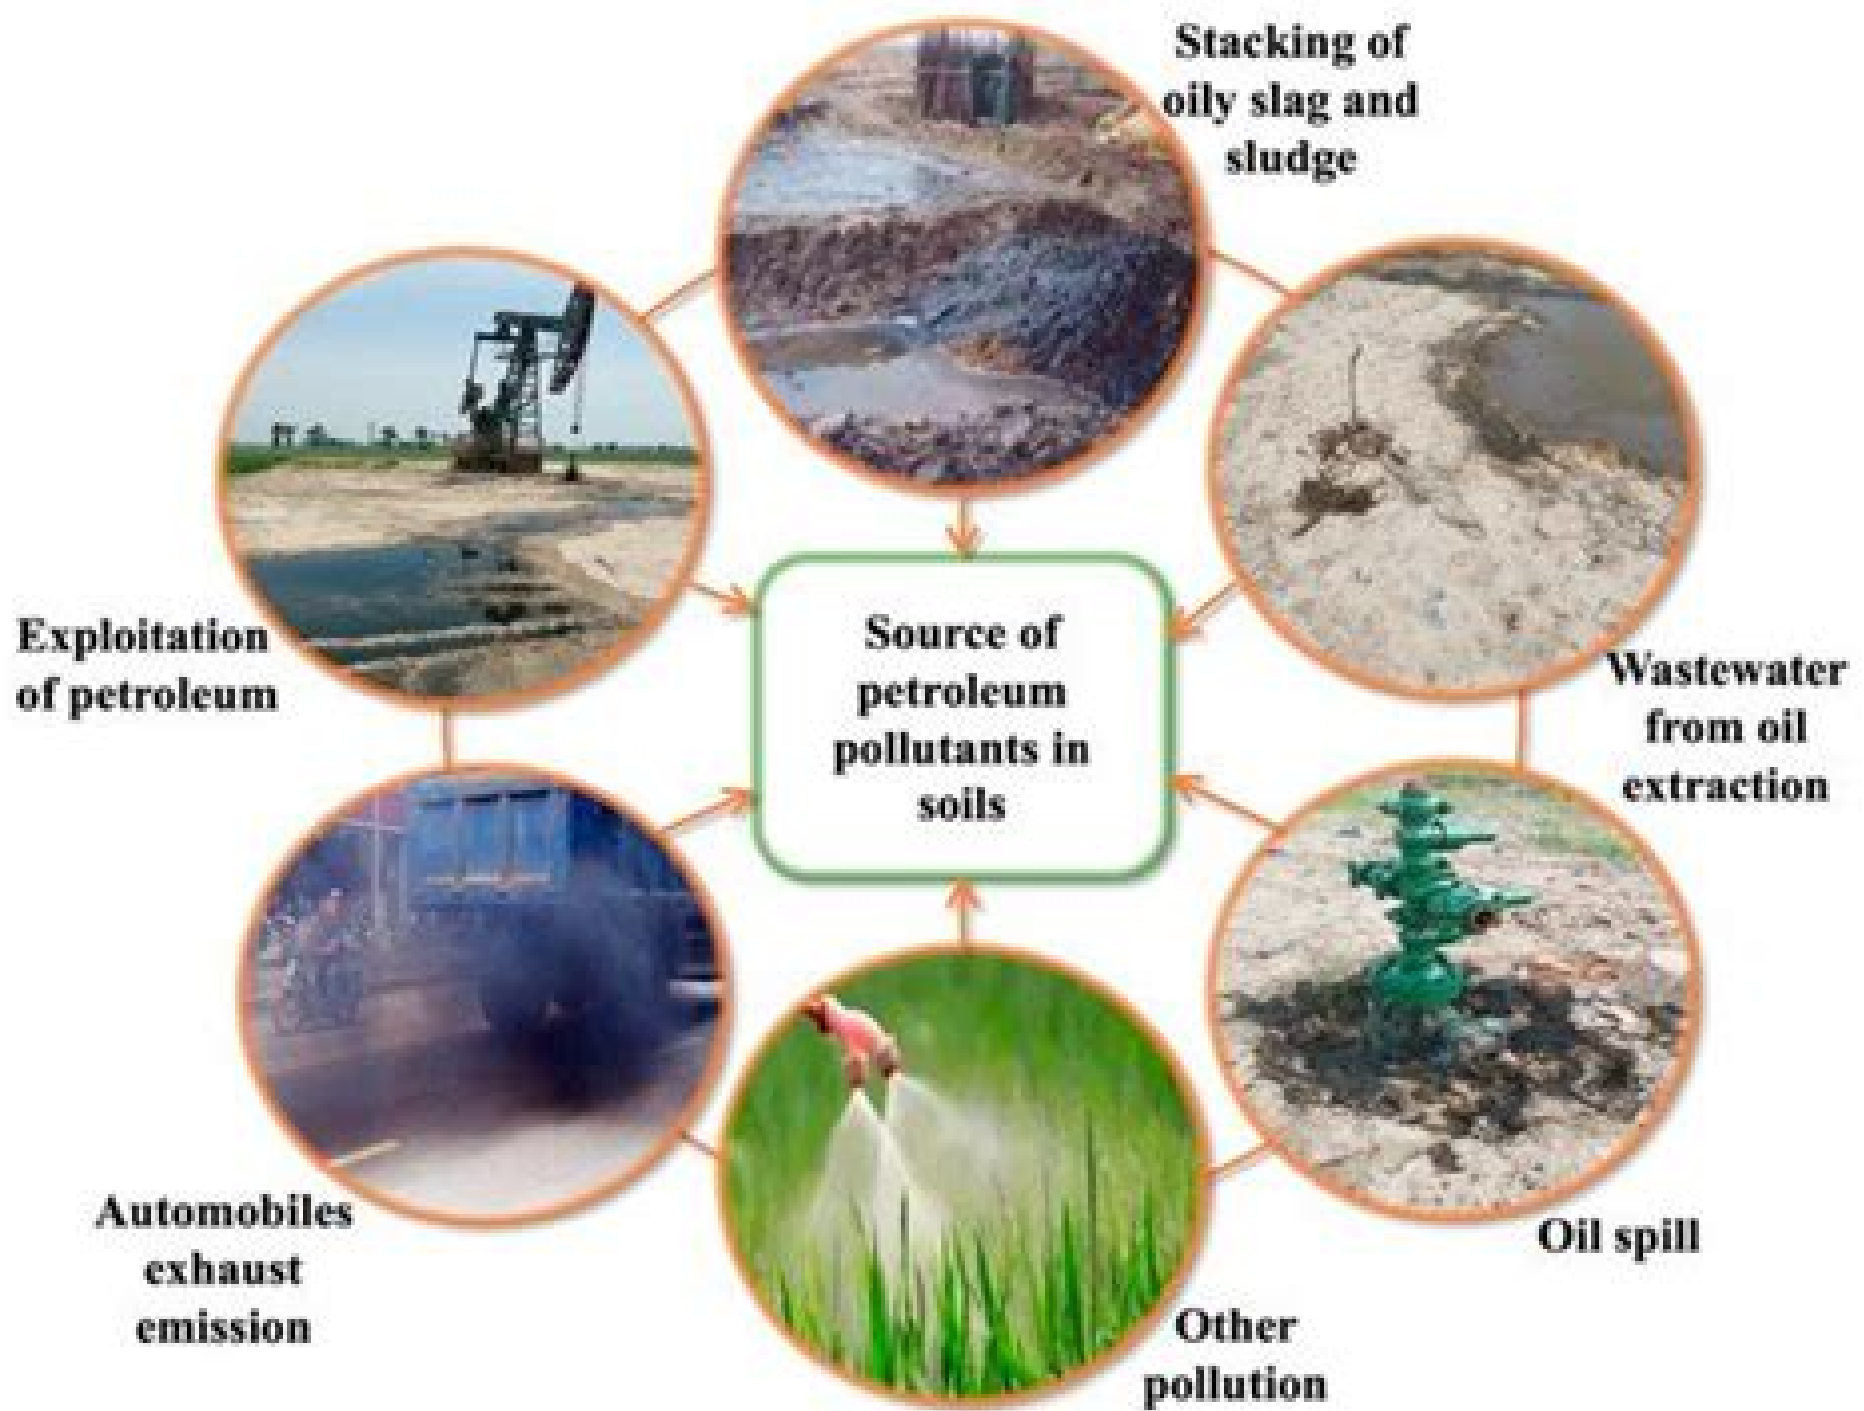 Stacking of
oily slag and
sludge
Exploitation
of petroleum
Source of
petroleum
pollutants in
soils
Wastewater
from oil
extraction
Automobiles
exhaust
emission
Oil spill
Other
pollution